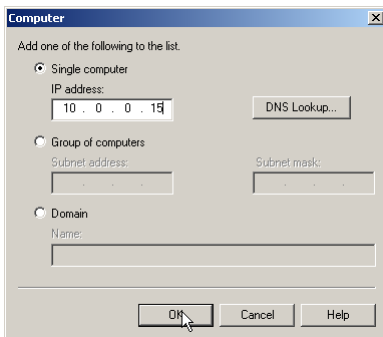 Computer
Add one of the following to the list.
Single computer
IP address:
10 . 0 . 0 . 15
DNS Lookup...
Group of computers
Subnet address: Subnet mask:
. . . . . .
Domain
Name:
OK Cancel Help